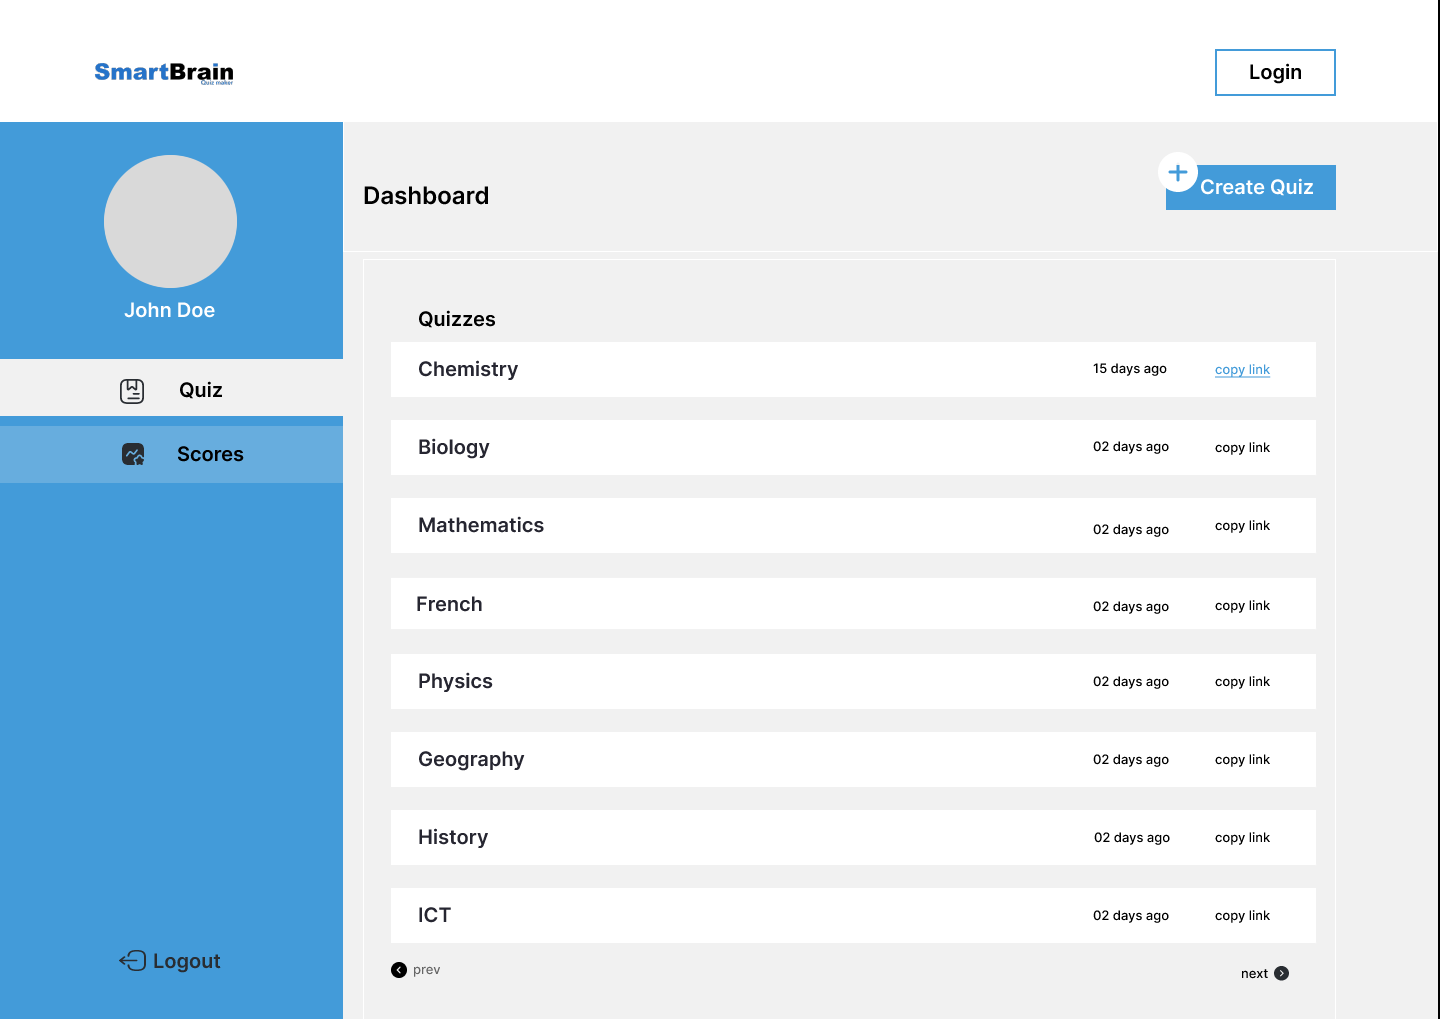 SmartBrain
Quiz maker
Login
John Doe
Quiz
Scores
Logout
Dashboard
Create Quiz
Quizzes
Chemistry 15 days ago copy link
Biology 02 days ago copy link
Mathematics 02 days ago copy link
French 02 days ago copy link
Physics 02 days ago copy link
Geography 02 days ago copy link
History 02 days ago copy link
ICT 02 days ago copy link
prev next